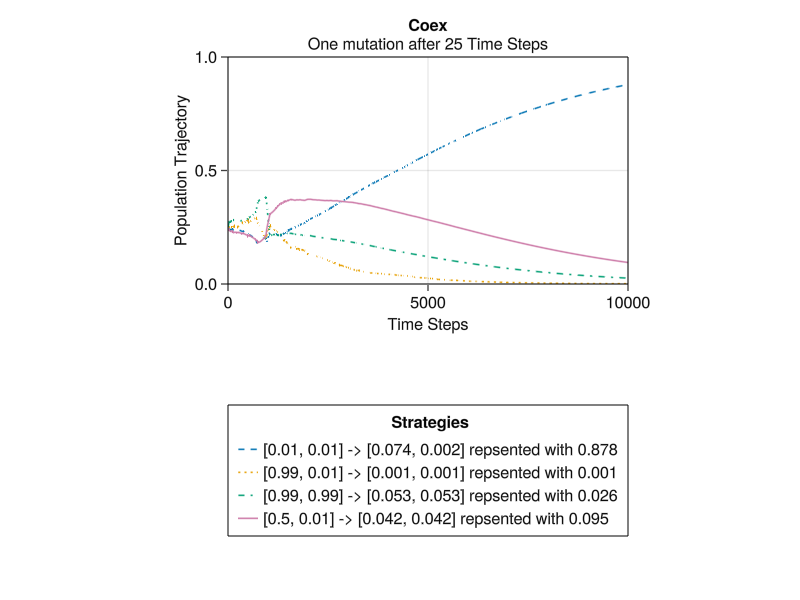 Coex
One mutation after 25 Time Steps
1.0
0.5
0.0
Population Trajectory
0
5000
10000
Time Steps
Strategies
[0.01, 0.01] -> [0.074, 0.002] repsented with 0.878
[0.99, 0.01] -> [0.001, 0.001] repsented with 0.001
[0.99, 0.99] -> [0.053, 0.053] repsented with 0.026
[0.5, 0.01] -> [0.042, 0.042] repsented with 0.095